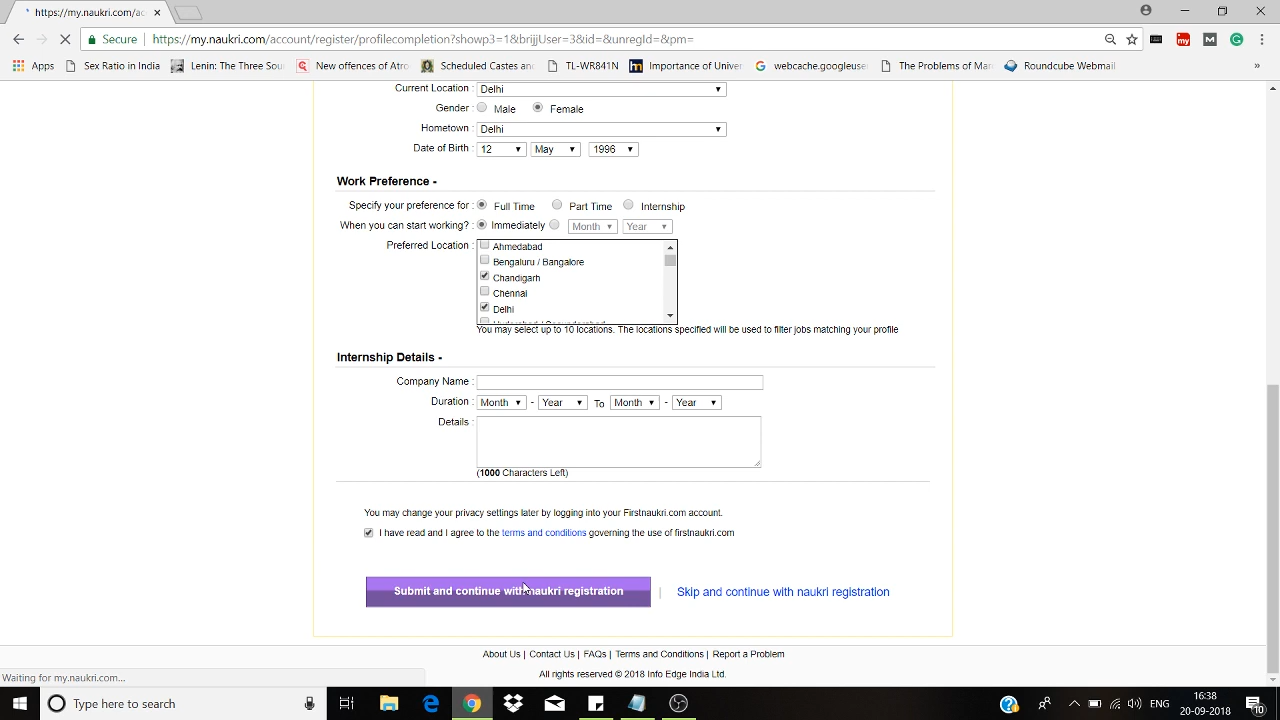 https://my.naukri.com/ac
Secure https://my.naukri.com/account/register/profilecompletion?showp3=1&brijjUser=3&id=&unregId=&pm=
Apps Sex Ratio in India Lenin: The Three Sou New offences of Atro Scheduled Castes and TL-WR841N Importance of Univer webcache.googleuse The Problems of Mar Roundcube Webmail »
Current Location : Delhi
Gender : Male Female
Hometown : Delhi
Date of Birth : 12 May 1996
Work Preference -
Specify your preference for : Full Time Part Time Internship
When you can start working? : Immediately Month Year
Preferred Location : Ahmedabad
Bengaluru / Bangalore
Chandigarh
Chennai
Delhi
You may select up to 10 locations. The locations specified will be used to filter jobs matching your profile
Internship Details -
Company Name :
Duration : Month - Year To Month - Year
Details :
(1000 Characters Left)
You may change your privacy settings later by logging into your Firstnaukri.com account.
I have read and I agree to the terms and conditions governing the use of firstnaukri.com
Submit and continue with naukri registration | Skip and continue with naukri registration
About Us | Contact Us | FAQs | Terms and Conditions | Report a Problem
All rights reserved © 2018 Info Edge India Ltd.
Waiting for my.naukri.com...
Type here to search
ENG 16:38
20-09-2018